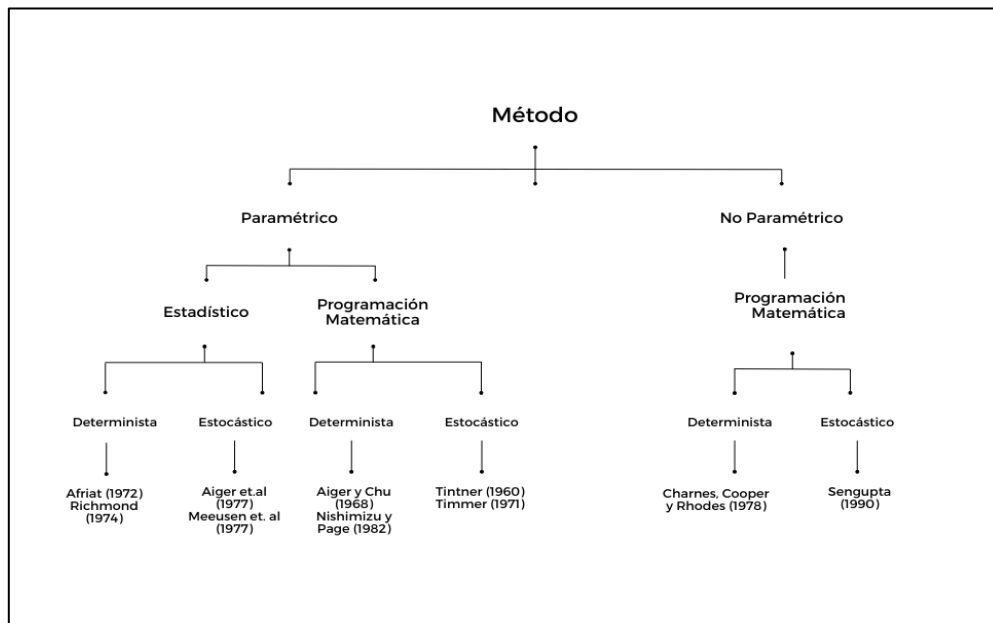 Método
Paramétrico
No Paramétrico
Estadístico
Programación
Matemática
Programación
Matemática
Determinista
Estocástico
Determinista
Estocástico
Determinista
Estocástico
Afriat (1972)
Richmond
(1974)
Aiger et.al
(1977)
Meeusen et. al
(1977)
Aiger y Chu
(1968)
Nishimizu y
Page (1982)
Tintner (1960)
Timmer (1971)
Charnes, Cooper
y Rhodes (1978)
Sengupta
(1990)